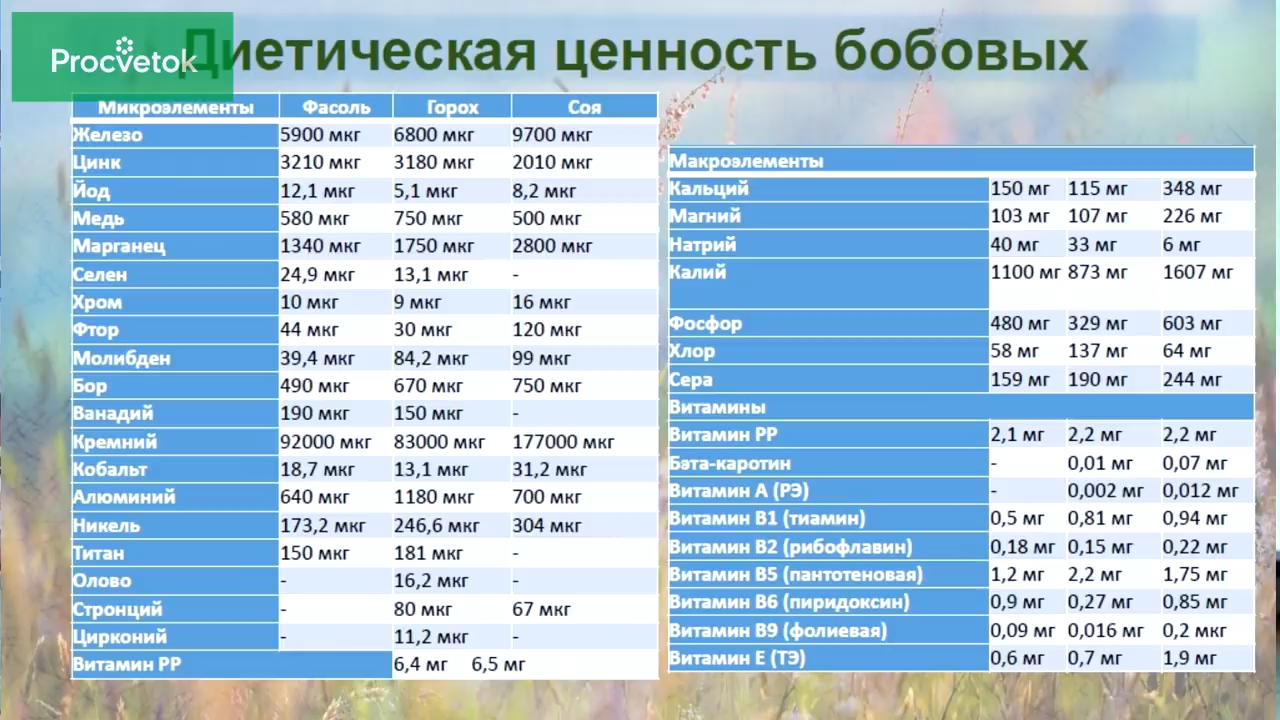 Procvetok
Диетическая ценность бобовых
Микроэлементы Фасоль Горох Соя
Железо 5900 мкг 6800 мкг 9700 мкг
Цинк 3210 мкг 3180 мкг 2010 мкг
Йод 12,1 мкг 5,1 мкг 8,2 мкг
Медь 580 мкг 750 мкг 500 мкг
Марганец 1340 мкг 1750 мкг 2800 мкг
Селен 24,9 мкг 13,1 мкг -
Хром 10 мкг 9 мкг 16 мкг
Фтор 44 мкг 30 мкг 120 мкг
Молибден 39,4 мкг 84,2 мкг 99 мкг
Бор 490 мкг 670 мкг 750 мкг
Ванадий 190 мкг 150 мкг -
Кремний 92000 мкг 83000 мкг 177000 мкг
Кобальт 18,7 мкг 13,1 мкг 31,2 мкг
Алюминий 640 мкг 1180 мкг 700 мкг
Никель 173,2 мкг 246,6 мкг 304 мкг
Титан 150 мкг 181 мкг -
Олово - 16,2 мкг -
Стронций - 80 мкг 67 мкг
Цирконий - 11,2 мкг -
Витамин РР 6,4 мг 6,5 мг
Макроэлементы
Кальций 150 мг 115 мг 348 мг
Магний 103 мг 107 мг 226 мг
Натрий 40 мг 33 мг 6 мг
Калий 1100 мг 873 мг 1607 мг
Фосфор 480 мг 329 мг 603 мг
Хлор 58 мг 137 мг 64 мг
Сера 159 мг 190 мг 244 мг
Витамины
Витамин РР 2,1 мг 2,2 мг 2,2 мг
Бэта-каротин - 0,01 мг 0,07 мг
Витамин А (РЭ) - 0,002 мг 0,012 мг
Витамин В1 (тиамин) 0,5 мг 0,81 мг 0,94 мг
Витамин В2 (рибофлавин) 0,18 мг 0,15 мг 0,22 мг
Витамин В5 (пантотеновая) 1,2 мг 2,2 мг 1,75 мг
Витамин В6 (пиридоксин) 0,9 мг 0,27 мг 0,85 мг
Витамин В9 (фолиевая) 0,09 мг 0,016 мг 0,2 мкг
Витамин Е (ТЭ) 0,6 мг 0,7 мг 1,9 мг